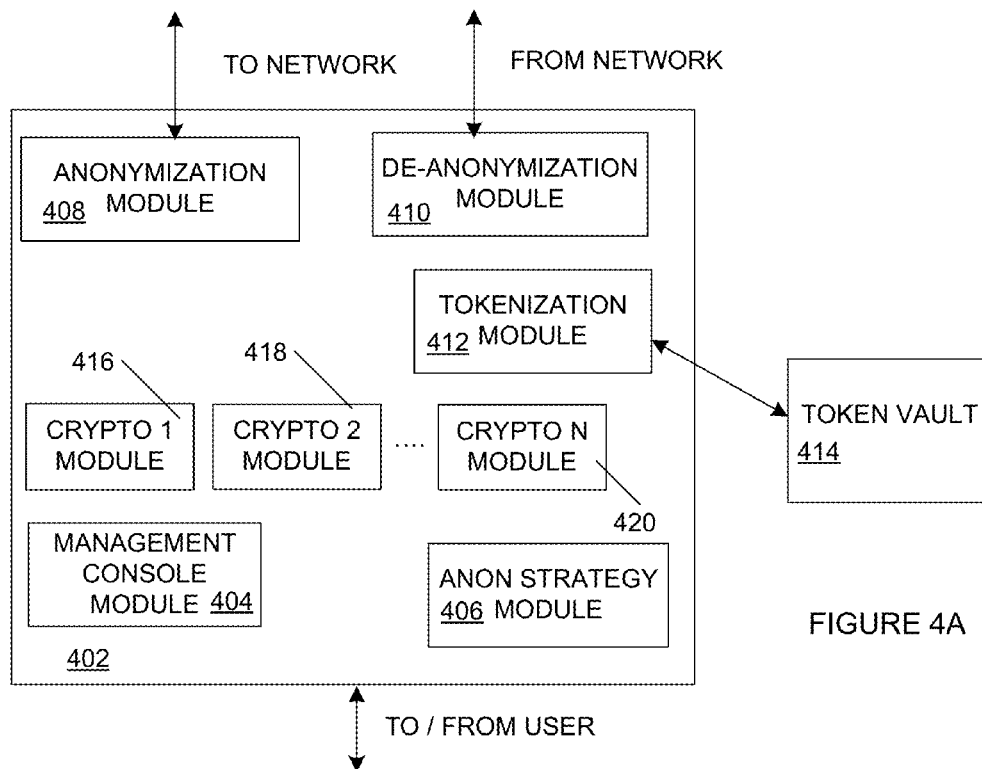 TO NETWORK
FROM NETWORK
ANONYMIZATION
MODULE
408
DE-ANONYMIZATION
MODULE
410
TOKENIZATION
MODULE
412
416
418
CRYPTO 1
MODULE
CRYPTO 2
MODULE
....
CRYPTO N
MODULE
420
TOKEN VAULT
414
MANAGEMENT
CONSOLE
MODULE 404
ANON STRATEGY
406 MODULE
402
FIGURE 4A
TO / FROM USER